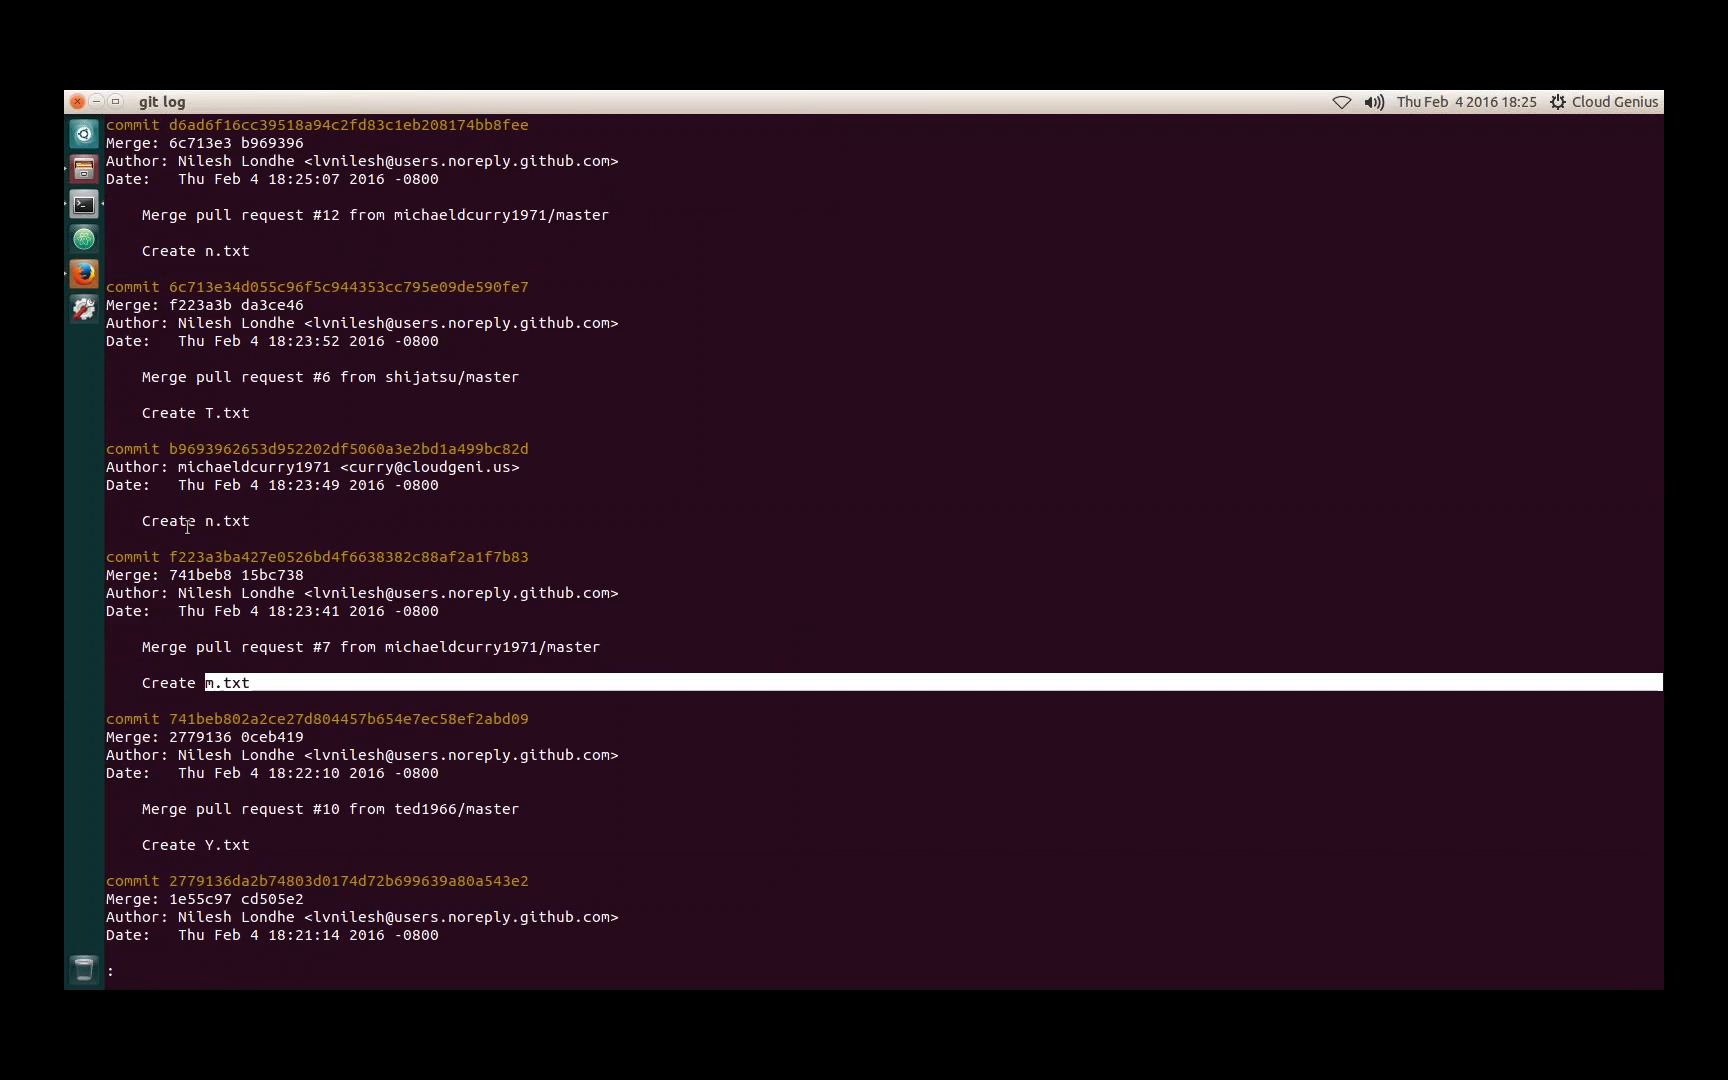 git log
Thu Feb 4 2016 18:25 Cloud Genius
commit d6ad6f16cc39518a94c2fd83c1eb208174bb8fee
Merge: 6c713e3 b969396
Author: Nilesh Londhe <lvnilesh@users.noreply.github.com>
Date:   Thu Feb 4 18:25:07 2016 -0800
Merge pull request #12 from michaeldcurry1971/master
Create n.txt
commit 6c713e34d055c96f5c944353cc795e09de590fe7
Merge: f223a3b da3ce46
Author: Nilesh Londhe <lvnilesh@users.noreply.github.com>
Date:   Thu Feb 4 18:23:52 2016 -0800
Merge pull request #6 from shijatsu/master
Create T.txt
commit b9693962653d952202df5060a3e2bd1a499bc82d
Author: michaeldcurry1971 <curry@cloudgeni.us>
Date:   Thu Feb 4 18:23:49 2016 -0800
Create n.txt
commit f223a3ba427e0526bd4f6638382c88af2a1f7b83
Merge: 741beb8 15bc738
Author: Nilesh Londhe <lvnilesh@users.noreply.github.com>
Date:   Thu Feb 4 18:23:41 2016 -0800
Merge pull request #7 from michaeldcurry1971/master
Create m.txt
commit 741beb802a2ce27d804457b654e7ec58ef2abd09
Merge: 2779136 0ceb419
Author: Nilesh Londhe <lvnilesh@users.noreply.github.com>
Date:   Thu Feb 4 18:22:10 2016 -0800
Merge pull request #10 from ted1966/master
Create Y.txt
commit 2779136da2b74803d0174d72b699639a80a543e2
Merge: 1e55c97 cd505e2
Author: Nilesh Londhe <lvnilesh@users.noreply.github.com>
Date:   Thu Feb 4 18:21:14 2016 -0800
: